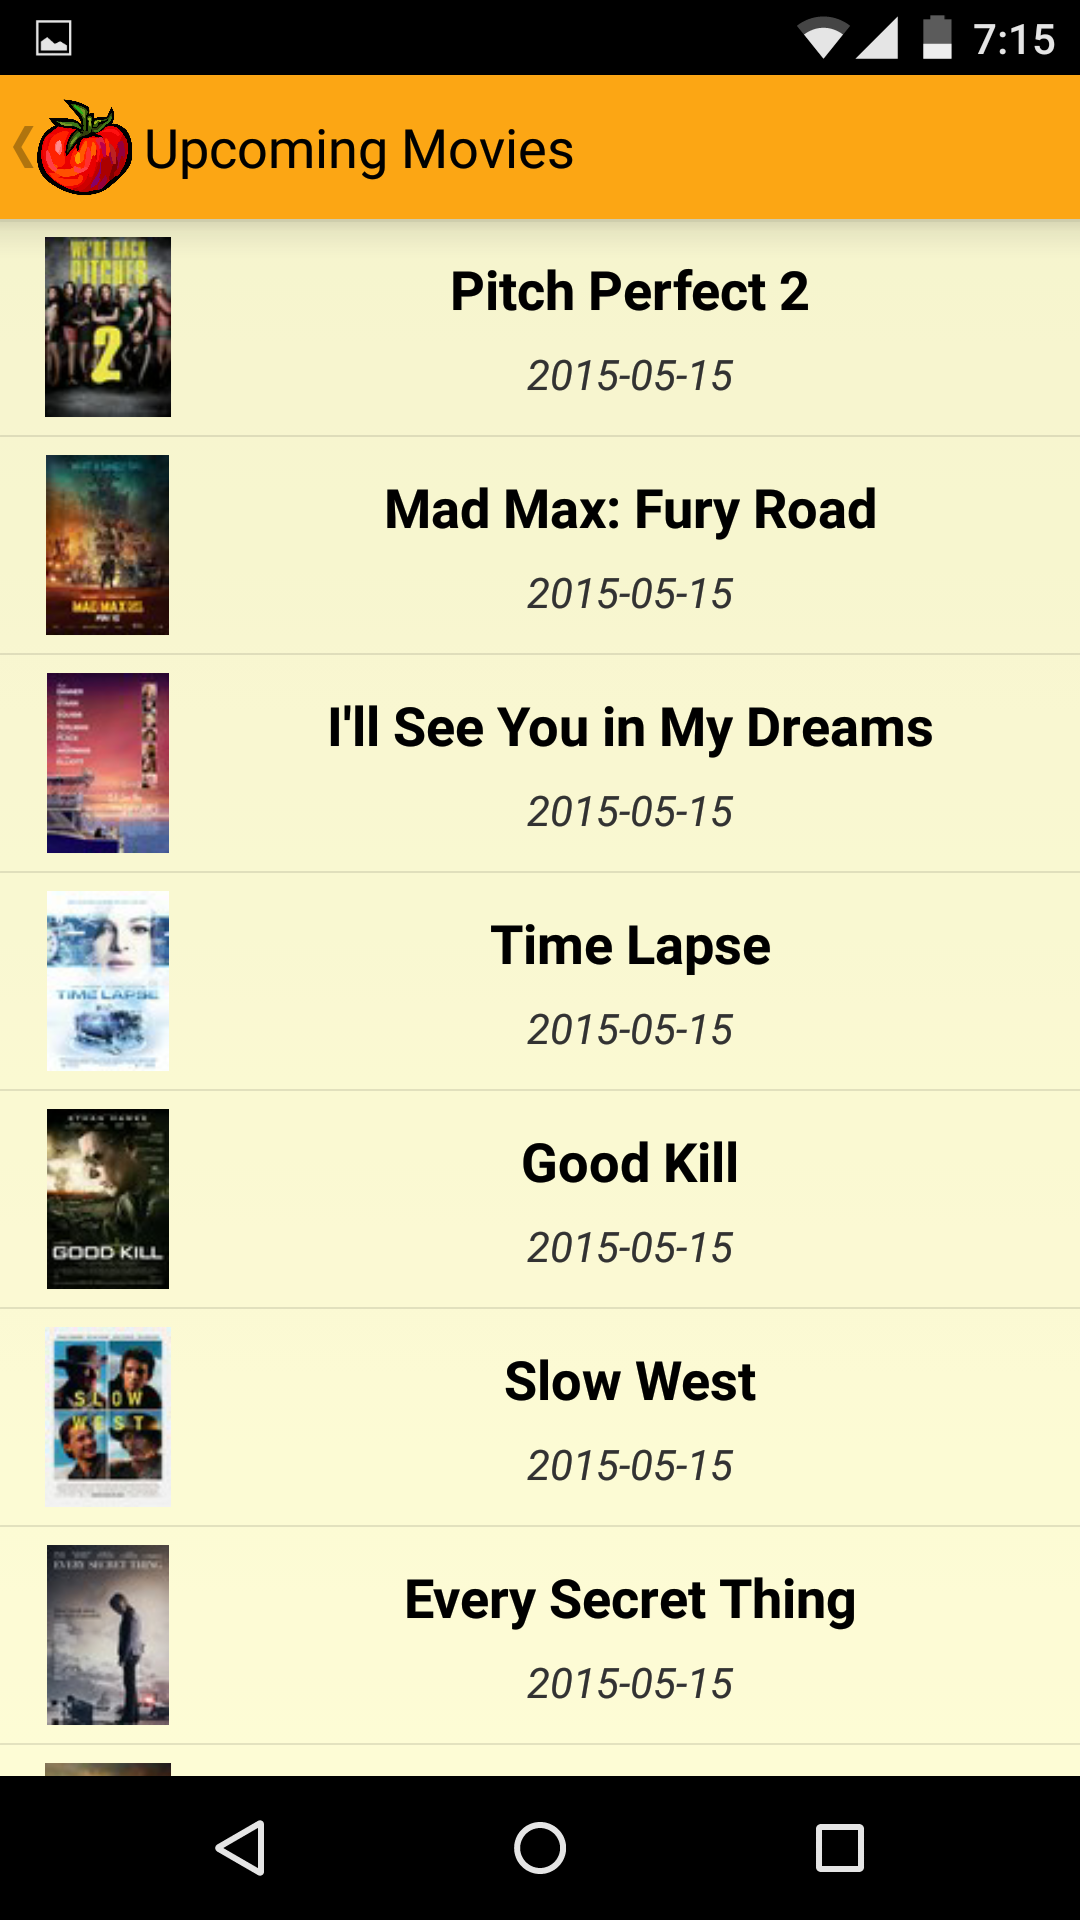 7:15
Upcoming Movies
WE'RE BACK
PITCHES
2
Pitch Perfect 2
2015-05-15
MAD MAX
Mad Max: Fury Road
2015-05-15
I'll See You in My Dreams
2015-05-15
TIME LAPSE
Time Lapse
2015-05-15
ETHAN HAWKE
GOOD KILL
Good Kill
2015-05-15
SLOW
WEST
Slow West
2015-05-15
EVERY SECRET THING
Every Secret Thing
2015-05-15